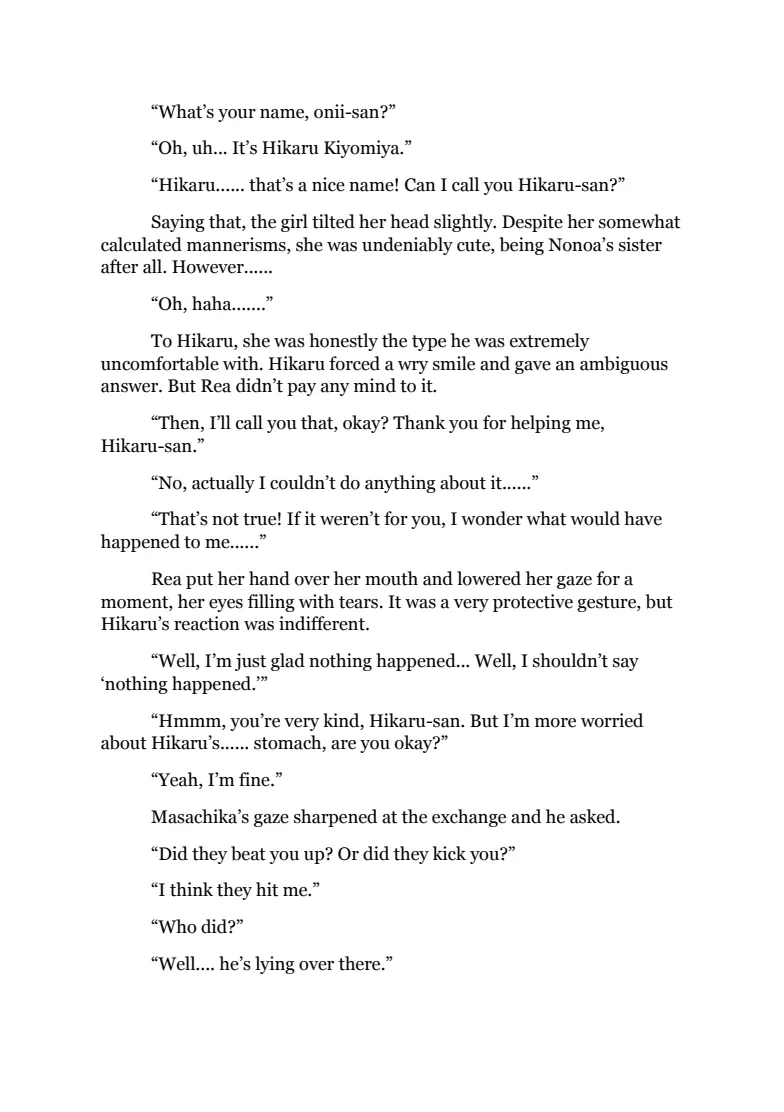 “What’s your name, onii-san?”
“Oh, uh... It’s Hikaru Kiyomiya.”
“Hikaru...... that’s a nice name! Can I call you Hikaru-san?”
Saying that, the girl tilted her head slightly. Despite her somewhat
calculated mannerisms, she was undeniably cute, being Nonoa’s sister
after all. However......
“Oh, haha.......”
To Hikaru, she was honestly the type he was extremely
uncomfortable with. Hikaru forced a wry smile and gave an ambiguous
answer. But Rea didn’t pay any mind to it.
“Then, I’ll call you that, okay? Thank you for helping me,
Hikaru-san.”
“No, actually I couldn’t do anything about it......”
“That’s not true! If it weren’t for you, I wonder what would have
happened to me......”
Rea put her hand over her mouth and lowered her gaze for a
moment, her eyes filling with tears. It was a very protective gesture, but
Hikaru’s reaction was indifferent.
“Well, I’m just glad nothing happened... Well, I shouldn’t say
‘nothing happened.’”
“Hmmm, you’re very kind, Hikaru-san. But I’m more worried
about Hikaru’s...... stomach, are you okay?”
“Yeah, I’m fine.”
Masachika’s gaze sharpened at the exchange and he asked.
“Did they beat you up? Or did they kick you?”
“I think they hit me.”
“Who did?”
“Well.... he’s lying over there.”